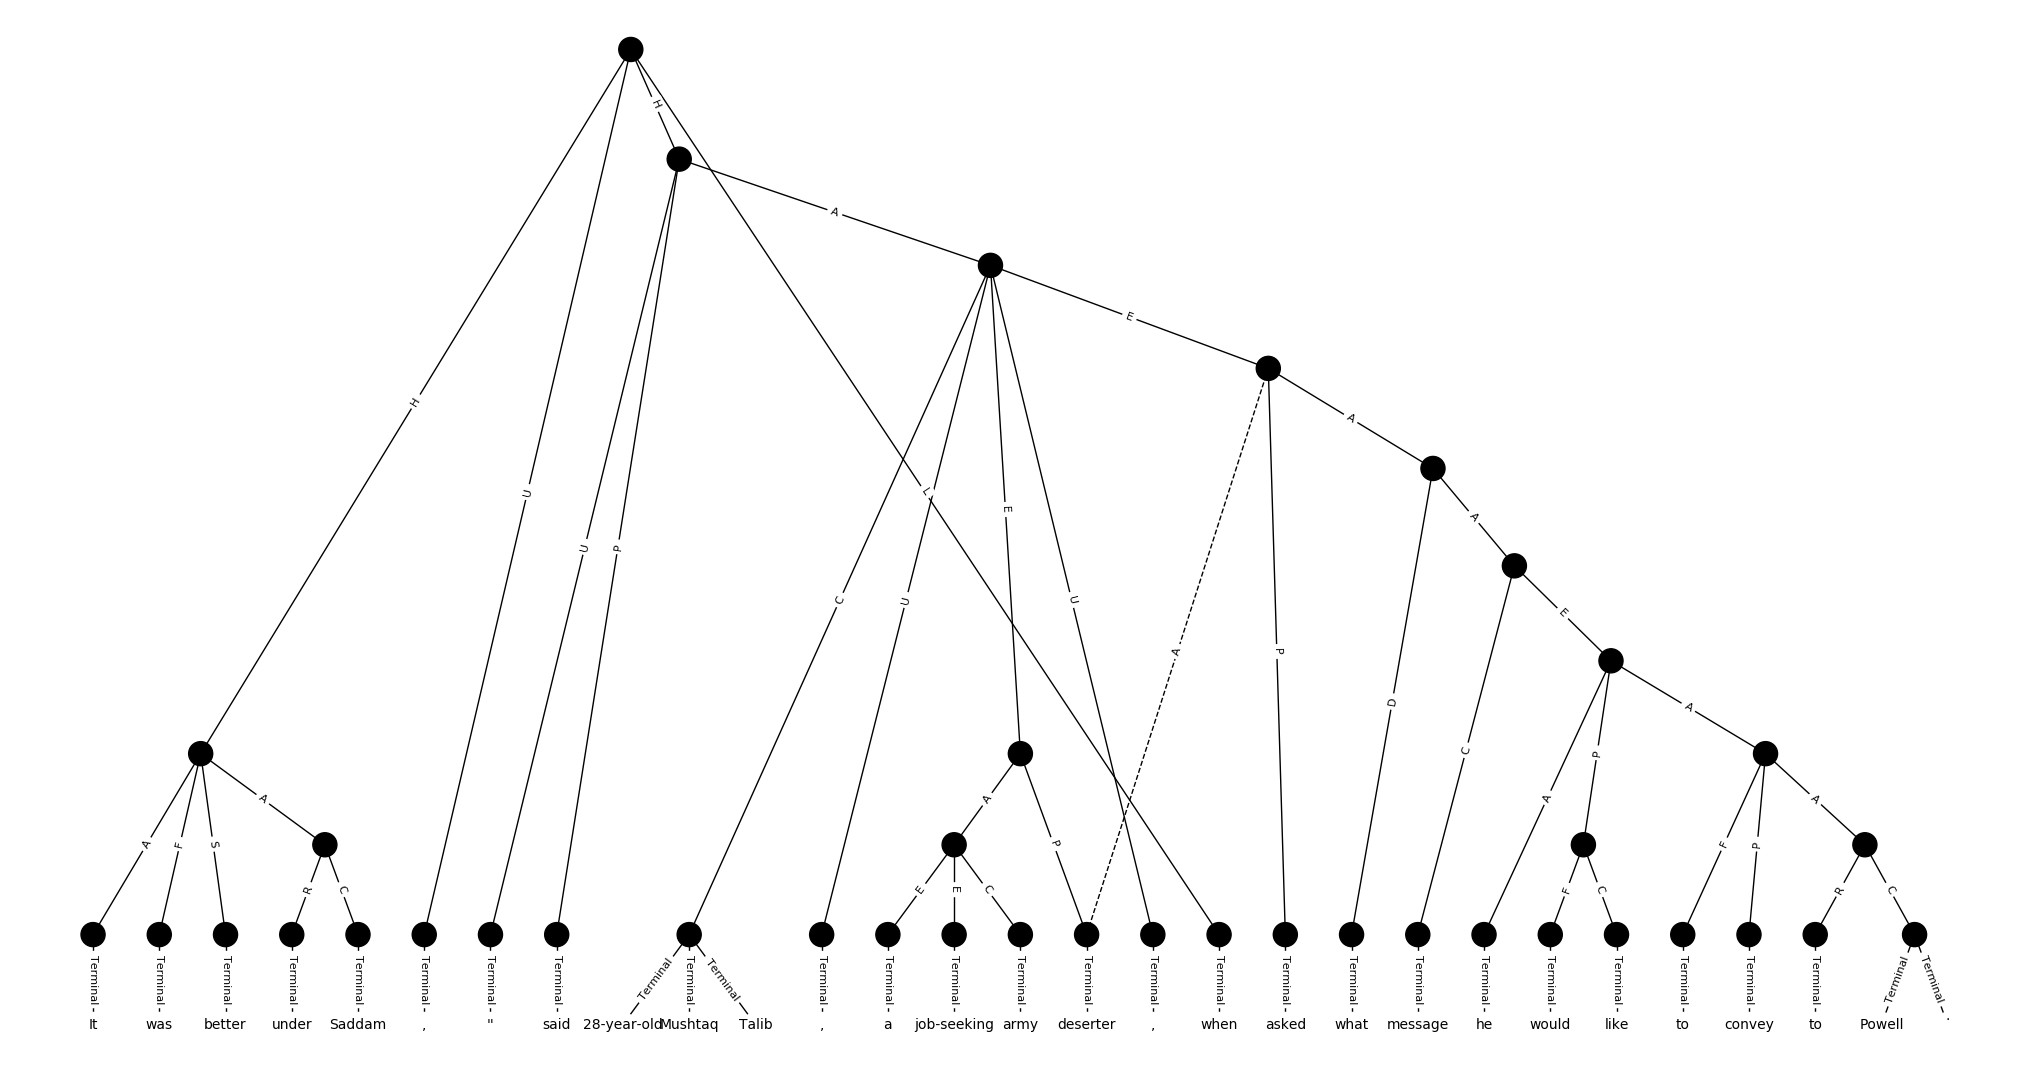 H
A
E
A
H
L
U
A
E
U
U
P
C
U
U
A
P
E
D
A
C
P
A
A
A
A
P
A
F
S
F
P
R
C
E
E
C
F
C
R
C
Terminal Terminal Terminal Terminal Terminal Terminal Terminal Terminal Terminal Terminal Terminal Terminal Terminal Terminal Terminal Terminal Terminal Terminal Terminal Terminal Terminal Terminal Terminal Terminal Terminal Terminal Terminal Terminal Terminal
It was better under Saddam , " said 28-year-old Mushtaq Talib , a job-seeking army deserter , when asked what message he would like to convey to Powell .